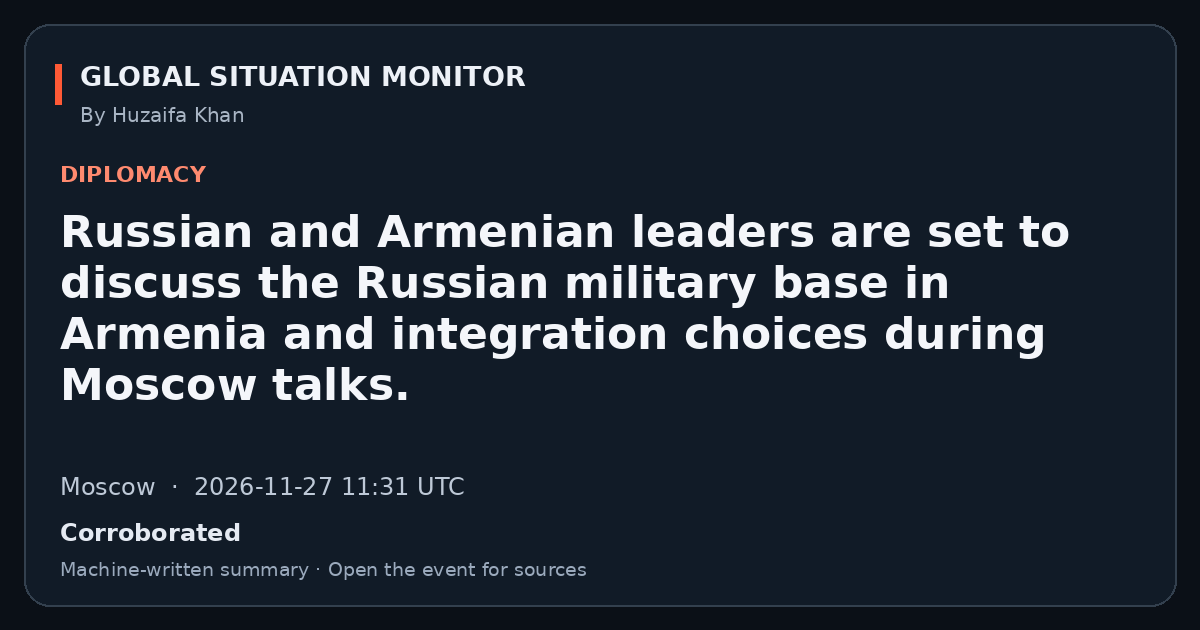 GLOBAL SITUATION MONITOR
By Huzaifa Khan
DIPLOMACY
Russian and Armenian leaders are set to
discuss the Russian military base in
Armenia and integration choices during
Moscow talks.
Moscow · 2026-11-27 11:31 UTC
Corroborated
Machine-written summary · Open the event for sources